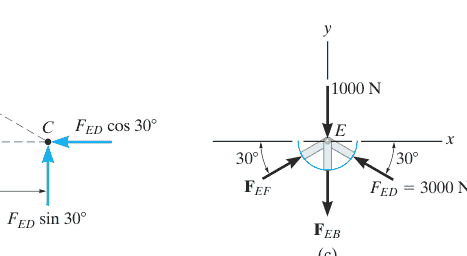 y
1000 N
C
F_ED cos 30°
E
x
30°
30°
F_EF
F_ED = 3000 N
F_ED sin 30°
F_EB